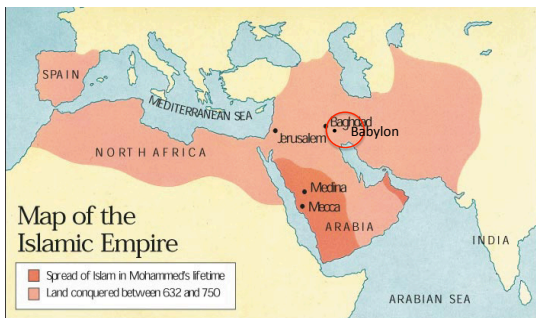 SPAIN
MEDITERRANEAN SEA
Baghdad
Babylon
Jerusalem
NORTH AFRICA
Medina
Mecca
ARABIA
INDIA
ARABIAN SEA
Map of the
Islamic Empire
Spread of Islam in Mohammed's lifetime
Land conquered between 632 and 750